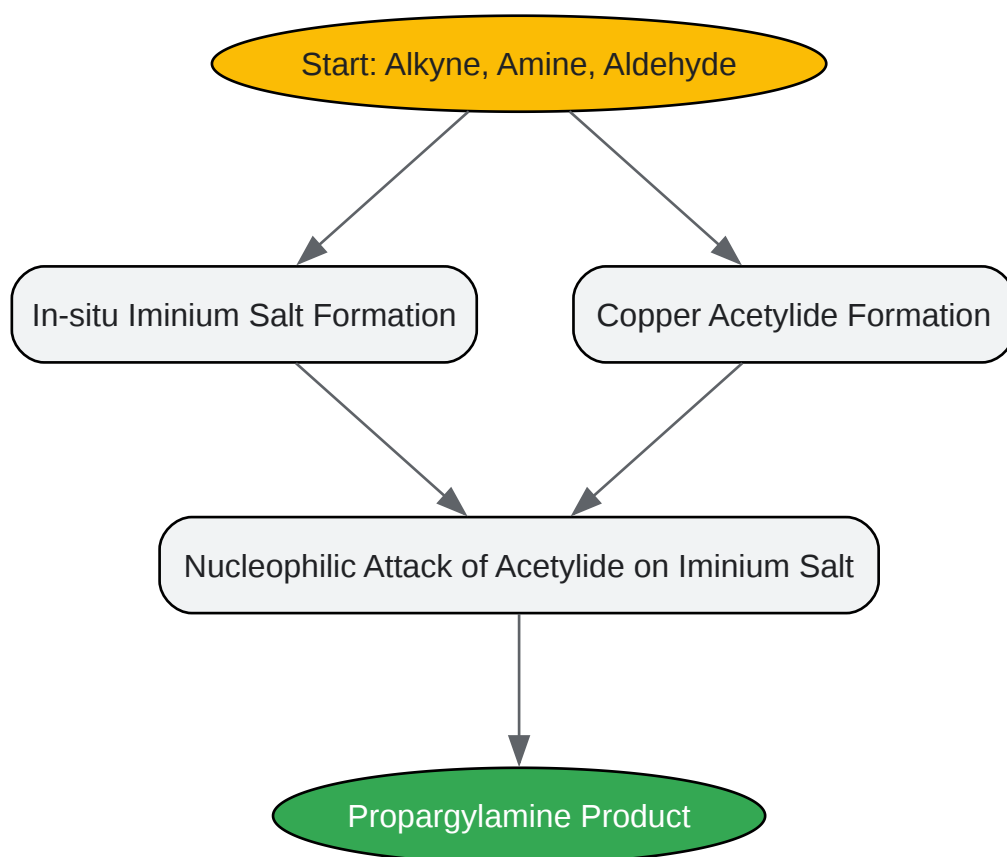 Start: Alkyne, Amine, Aldehyde
In-situ Iminium Salt Formation
Copper Acetylide Formation
Nucleophilic Attack of Acetylide on Iminium Salt
Propargylamine Product